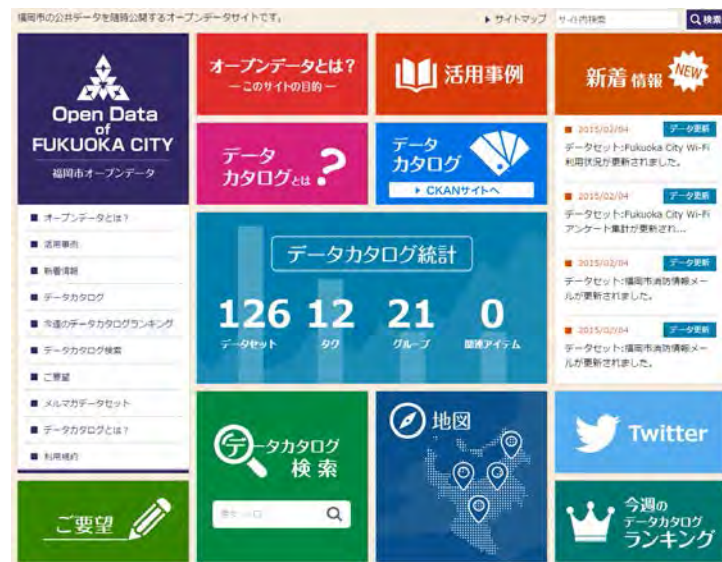 福岡市の公共データを随時公開するオープンデータサイトです。
サイトマップ
サイト内検索
検索
Open Data
of
FUKUOKA CITY
福岡市オープンデータ
オープンデータとは?
ーこのサイトの目的ー
活用事例
新着情報
NEW
データ
カタログとは?
データ
カタログ
CKANサイトへ
2015/02/04 データ更新
データセット:Fukuoka City Wi-Fi
利用状況が更新されました。
2015/02/04 データ更新
データセット:Fukuoka City Wi-Fi
アンケート集計が更新され...
2015/02/04 データ更新
データセット:福岡市消防情報メー
ルが更新されました。
2015/02/04 データ更新
データセット:福岡市消防情報メー
ルが更新されました。
オープンデータとは?
活用事例
新着情報
データカタログ
今週のデータカタログランキング
データカタログ検索
ご要望
メルマガデータセット
データカタログとは?
利用規約
データカタログ統計
126 12 21 0
データセット タグ グループ 関連アイテム
データカタログ
検索
地図
Twitter
ご要望
今週の
データカタログ
ランキング